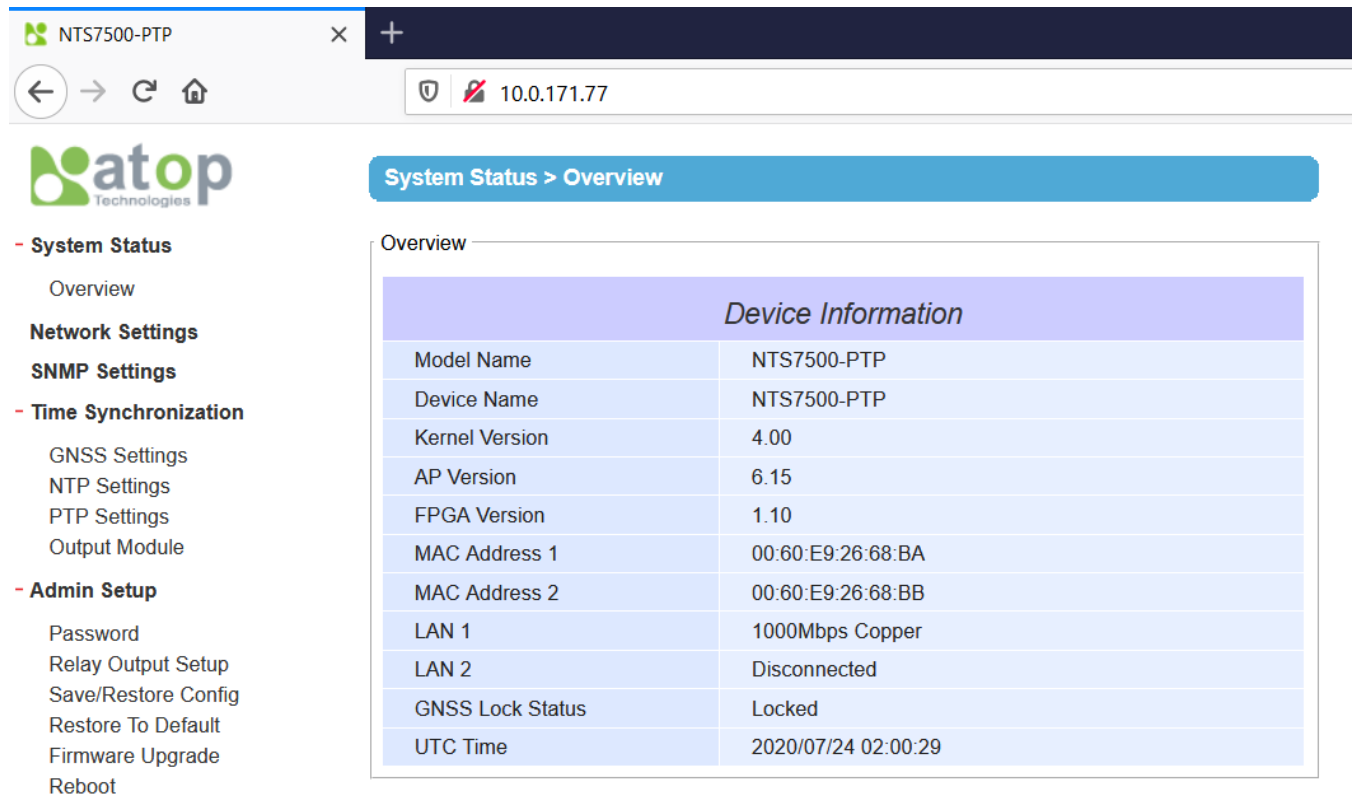 NTS7500-PTP
10.0.171.77
atop
Technologies
System Status
Overview
Network Settings
SNMP Settings
Time Synchronization
GNSS Settings
NTP Settings
PTP Settings
Output Module
Admin Setup
Password
Relay Output Setup
Save/Restore Config
Restore To Default
Firmware Upgrade
Reboot
System Status > Overview
Overview
Device Information
Model Name NTS7500-PTP
Device Name NTS7500-PTP
Kernel Version 4.00
AP Version 6.15
FPGA Version 1.10
MAC Address 1 00:60:E9:26:68:BA
MAC Address 2 00:60:E9:26:68:BB
LAN 1 1000Mbps Copper
LAN 2 Disconnected
GNSS Lock Status Locked
UTC Time 2020/07/24 02:00:29